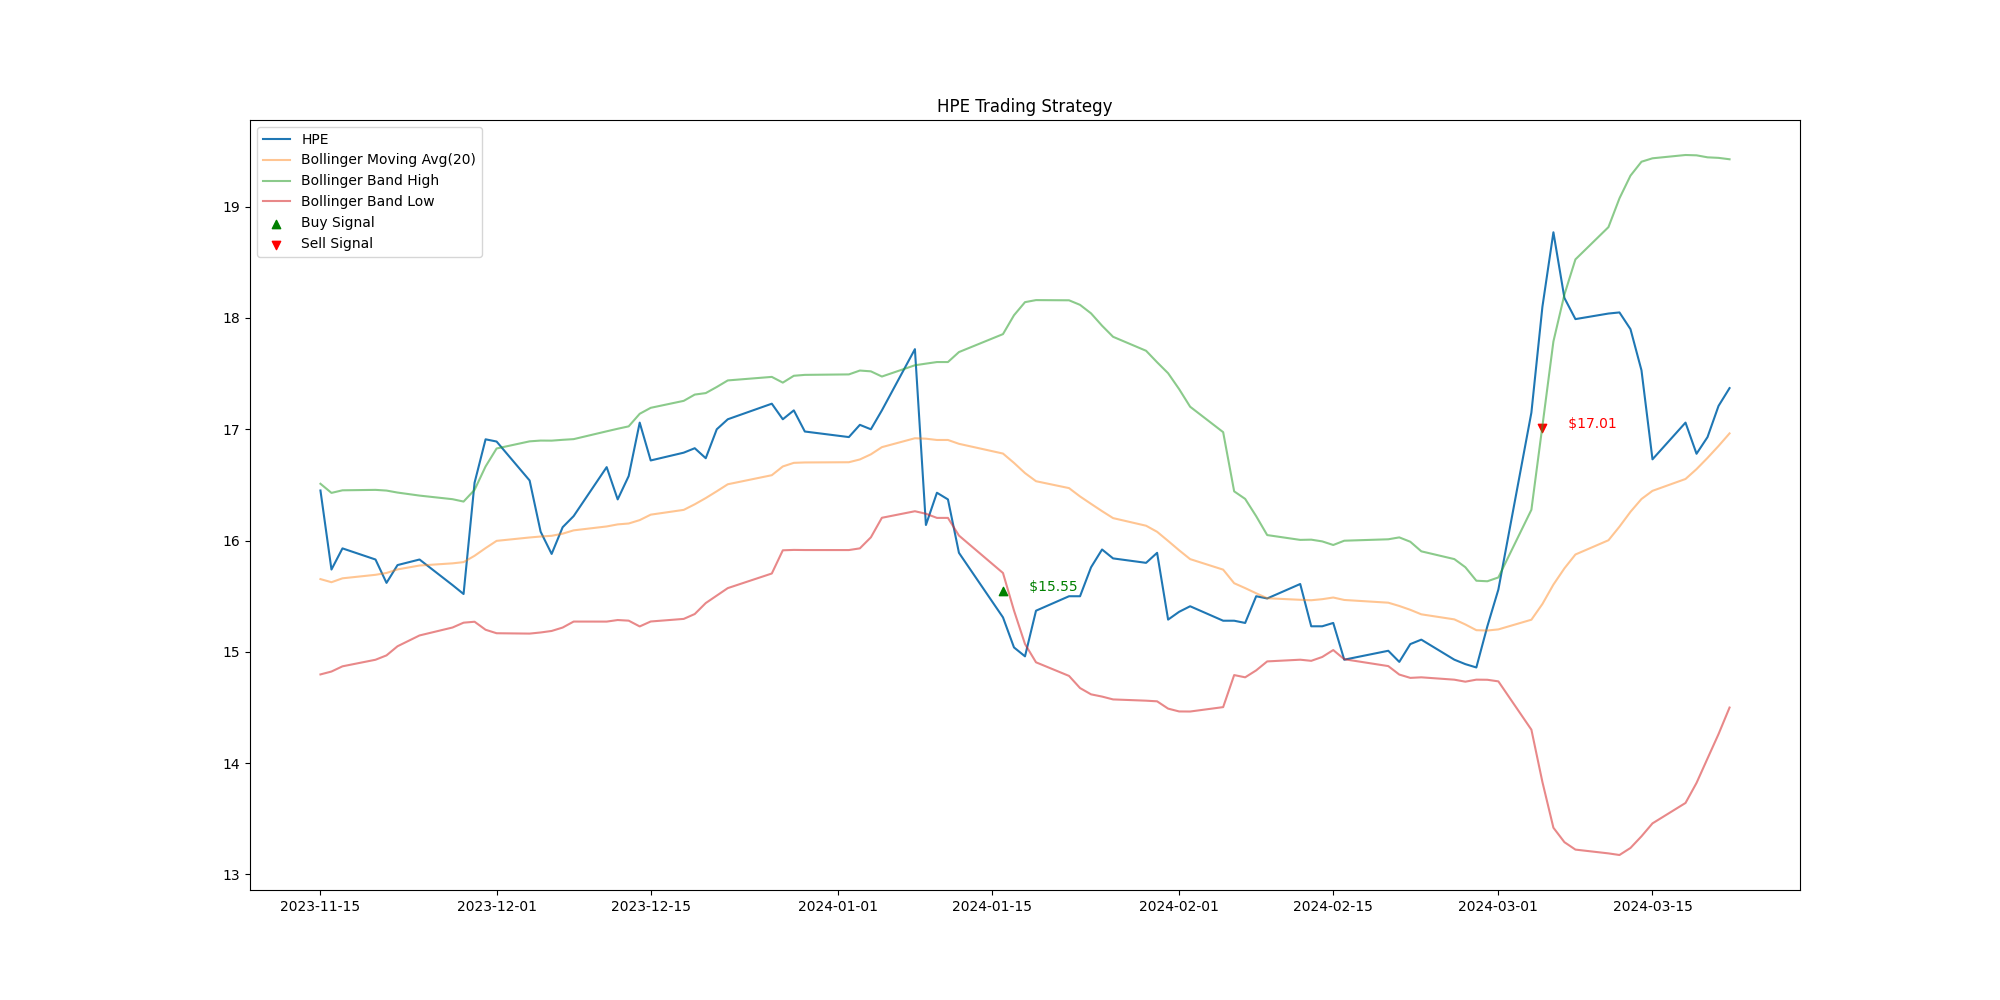 HPE Trading Strategy
HPE
Bollinger Moving Avg(20)
Bollinger Band High
Bollinger Band Low
Buy Signal
Sell Signal
19
18
17
16
15
14
13
$17.01
$15.55
2023-11-15 2023-12-01 2023-12-15 2024-01-01 2024-01-15 2024-02-01 2024-02-15 2024-03-01 2024-03-15